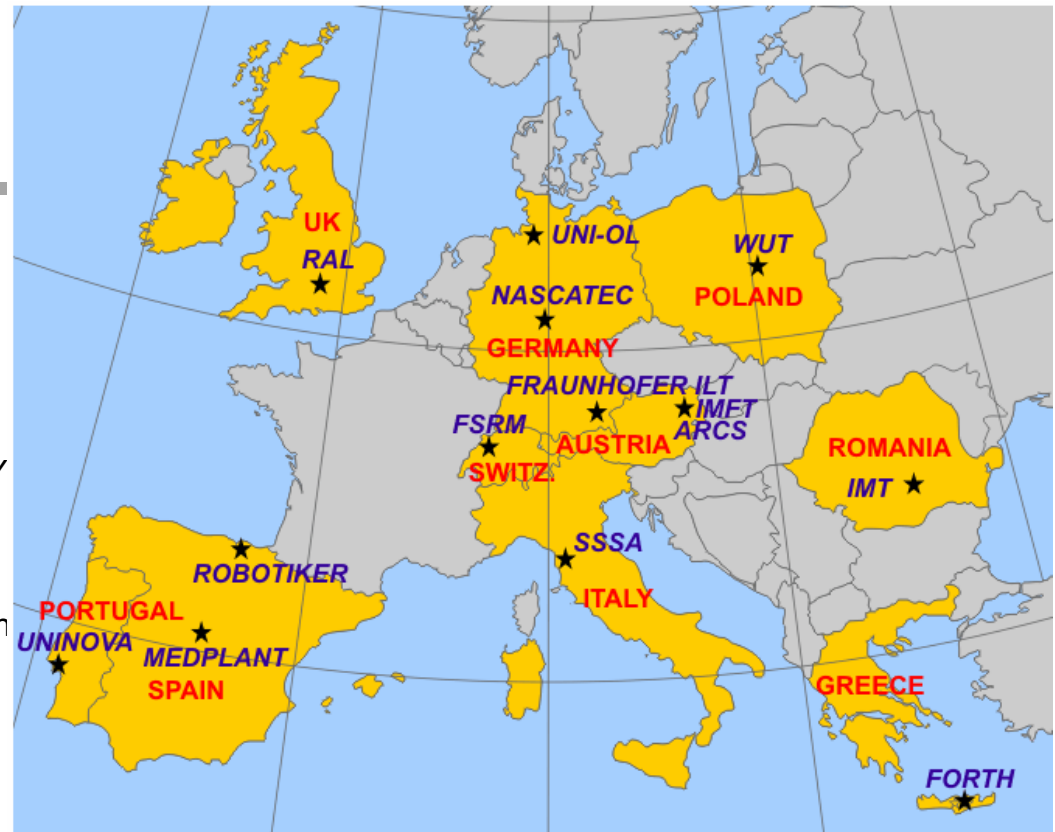 UK
RAL
UNI-OL
WUT
NASCATEC
POLAND
GERMANY
FRAUNHOFER ILT
IMFT
ARCS
FSRM
AUSTRIA
SWITZ.
ROMANIA
IMT
SSSA
ROBOTIKER
ITALY
PORTUGAL
UNINOVA
MEDPLANT
SPAIN
GREECE
FORTH